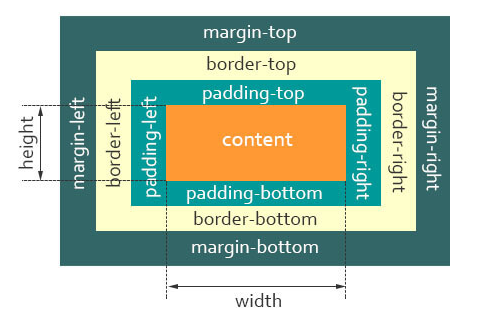 margin-top
border-top
padding-top
height
margin-left
border-left
padding-left
content
padding-right
border-right
margin-right
padding-bottom
border-bottom
margin-bottom
width